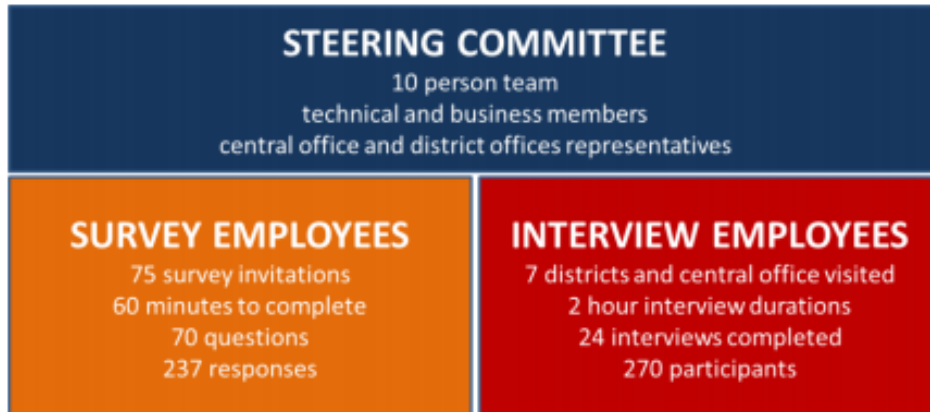 STEERING COMMITTEE
10 person team
technical and business members
central office and district offices representatives
SURVEY EMPLOYEES
75 survey invitations
60 minutes to complete
70 questions
237 responses
INTERVIEW EMPLOYEES
7 districts and central office visited
2 hour interview durations
24 interviews completed
270 participants